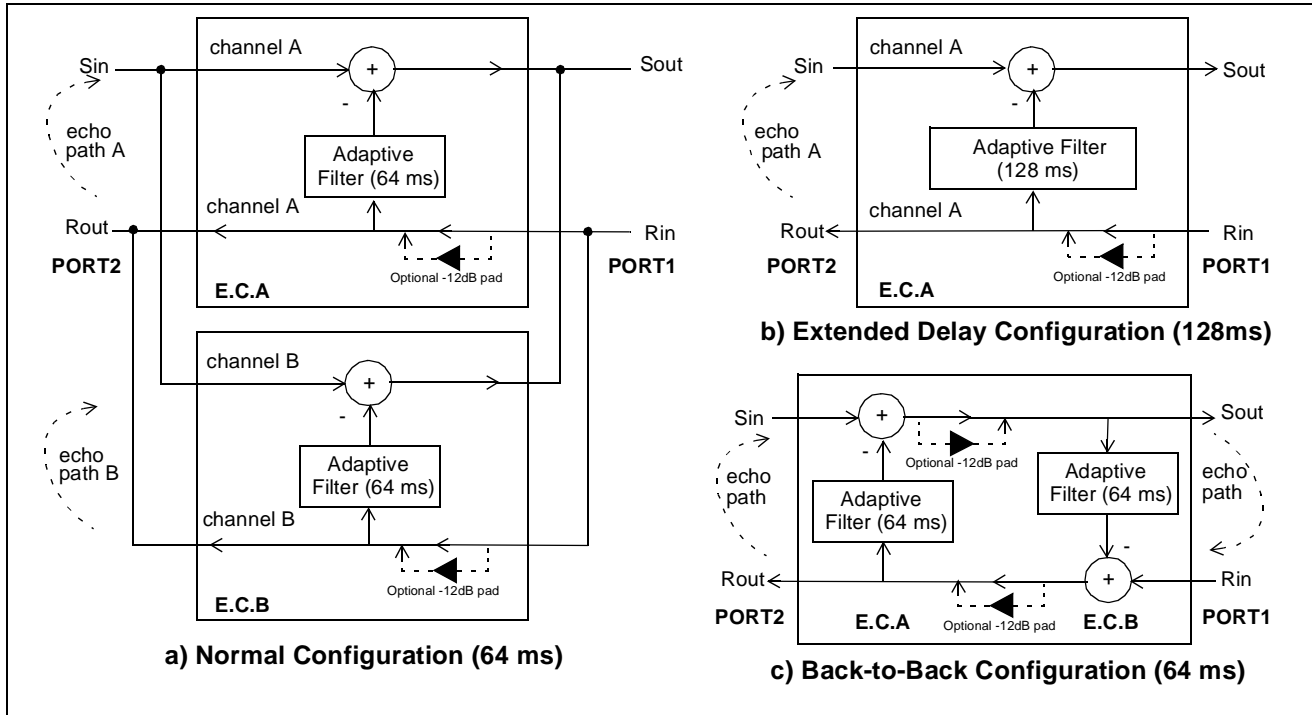 channel A
Sin
+
Sout
-
echo
path A
Adaptive
Filter (64 ms)
channel A
Rout
Rin
PORT2
PORT1
Optional -12dB pad
E.C.A
channel B
+
-
echo
path B
Adaptive
Filter (64 ms)
channel B
Optional -12dB pad
E.C.B
a) Normal Configuration (64 ms)
channel A
Sin
+
Sout
-
echo
path A
Adaptive Filter
(128 ms)
channel A
Rout
Rin
PORT2
PORT1
Optional -12dB pad
E.C.A
b) Extended Delay Configuration (128ms)
Sin
+
Sout
-
Optional -12dB pad
echo
path
Adaptive
Filter (64 ms)
Adaptive
Filter (64 ms)
echo
path
-
Rout
+
Rin
PORT2
E.C.A
Optional -12dB pad
E.C.B
PORT1
c) Back-to-Back Configuration (64 ms)